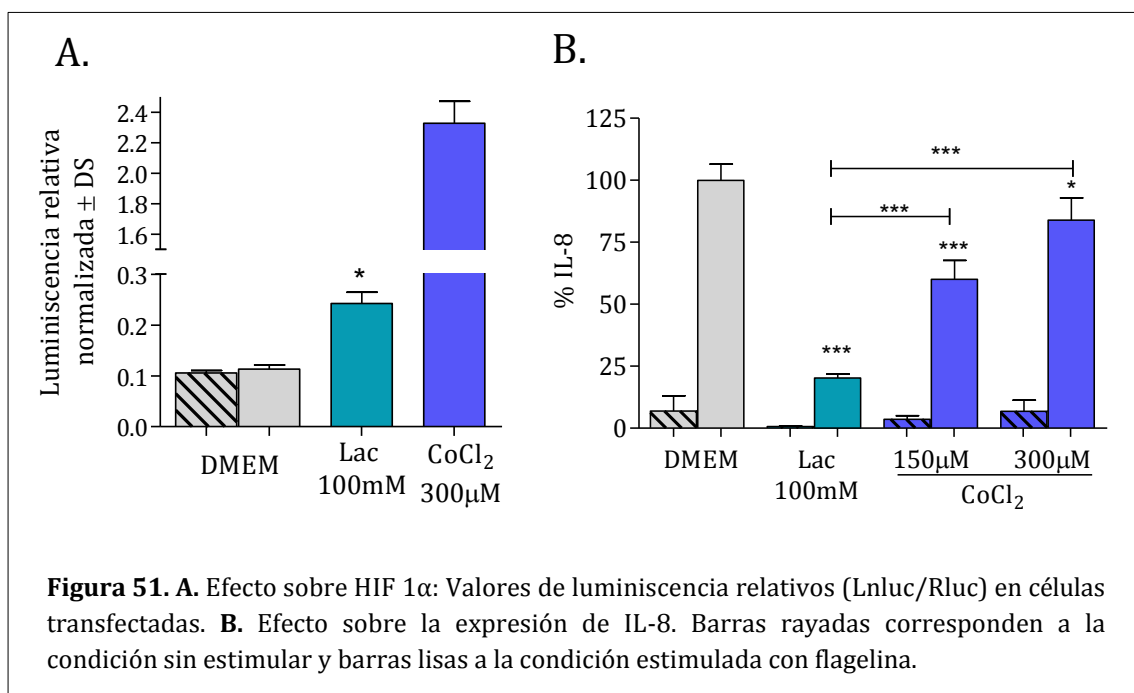 A.
Luminiscencia relativa
normalizada ± DS
2.4
2.2
2.0
1.8
1.6
0.3
0.2
0.1
0.0
*
DMEM
Lac
100mM
CoCl2
300μM
B.
% IL-8
125
100
75
50
25
0
***
***
***
***
*
DMEM
Lac
100mM
150μM
300μM
CoCl2
Figura 51. A. Efecto sobre HIF 1α: Valores de luminiscencia relativos (Lnluc/Rluc) en células
transfectadas. B. Efecto sobre la expresión de IL-8. Barras rayadas corresponden a la
condición sin estimular y barras lisas a la condición estimulada con flagelina.